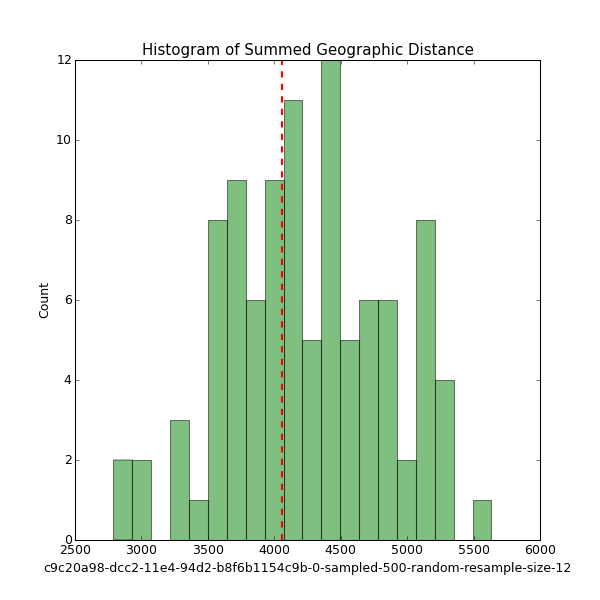 Histogram of Summed Geographic Distance
12
10
8
6
4
2
0
Count
2500 3000 3500 4000 4500 5000 5500 6000
c9c20a98-dcc2-11e4-94d2-b8f6b1154c9b-0-sampled-500-random-resample-size-12